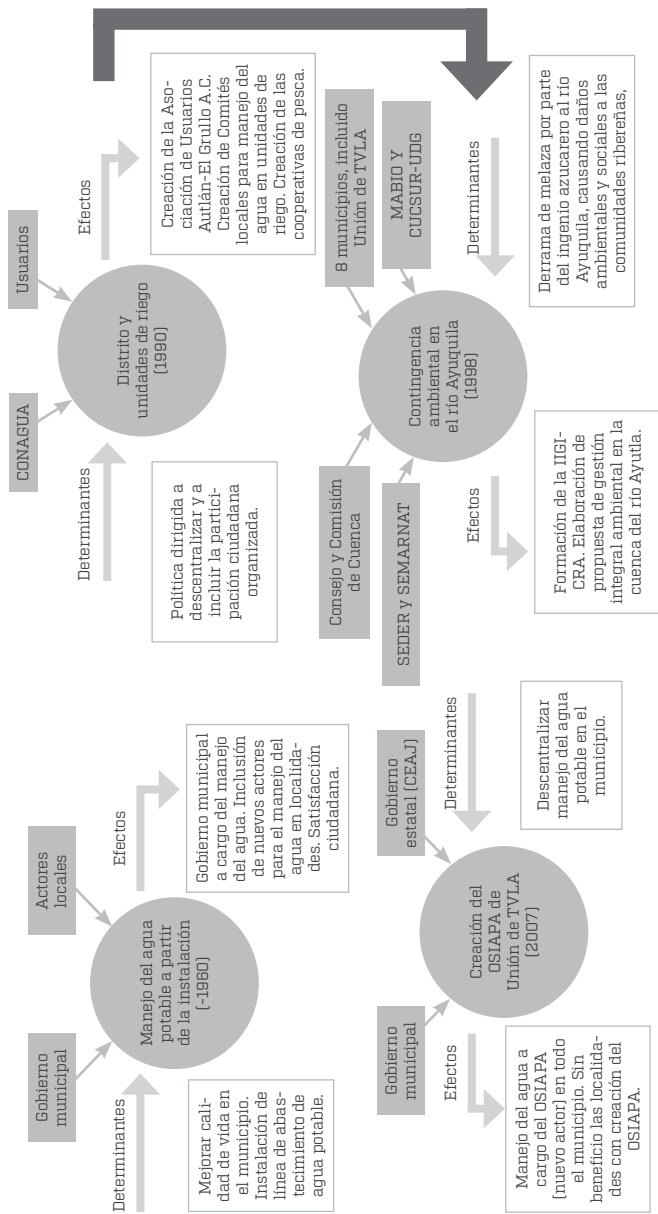 Gobierno
municipal
Actores
locales
Manejo del agua
potable a partir
de la instalación
(-1960)
Determinantes
Mejorar cali-
dad de vida en
el municipio.
Instalación de
línea de abas-
tecimiento de
agua potable.
Efectos
Gobierno municipal
a cargo del manejo
del agua. Inclusión
de nuevos actores
para el manejo del
agua en localida-
des. Satisfacción
ciudadana.
CONAGUA
Usuarios
Distrito y
unidades de riego
(1990)
Determinantes
Política dirigida a
descentralizar y a
incluir la partici-
pación ciudadana
organizada.
Efectos
Creación de la Aso-
ciación de Usuarios
Autlán-El Grullo A.C.
Creación de Comités
locales para manejo del
agua en unidades de
riego. Creación de las
cooperativas de pesca.
Consejo y Comisión
de Cuenca
SEDER y SEMARNAT
8 municipios, incluido
Unión de TVLA
MABIO Y
CUCSUR-UDG
Contingencia
ambiental en
el río Ayuquila
(1998)
Determinantes
Derrama de melaza por parte
del ingenio azucarero al río
Ayuquila, causando daños
ambientales y sociales a las
comunidades ribereñas,
Efectos
Formación de la IIGI-
CRA. Elaboración de
propuesta de gestión
integral ambiental en la
cuenca del río Ayutla.
Gobierno
municipal
Gobierno
estatal (CEAJ)
Creación del
OSIAPA de
Unión de TVLA
(2007)
Determinantes
Descentralizar
manejo del agua
potable en el
municipio.
Efectos
Manejo del agua a
cargo del OSIAPA
(nuevo actor) en todo
el municipio. Sin
beneficio las localida-
des con creación del
OSIAPA.